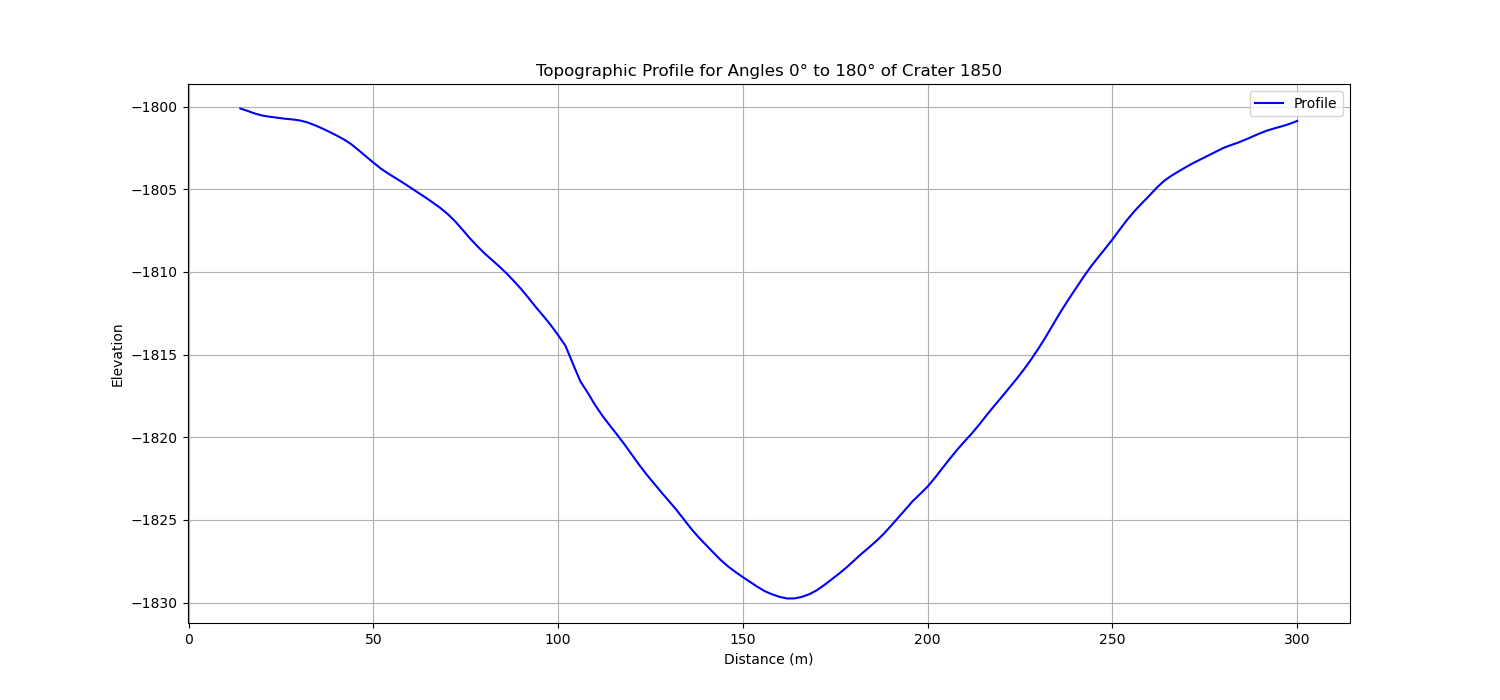 Topographic Profile for Angles 0° to 180° of Crater 1850
Profile
−1800
−1805
−1810
−1815
−1820
−1825
−1830
Elevation
0 50 100 150 200 250 300
Distance (m)